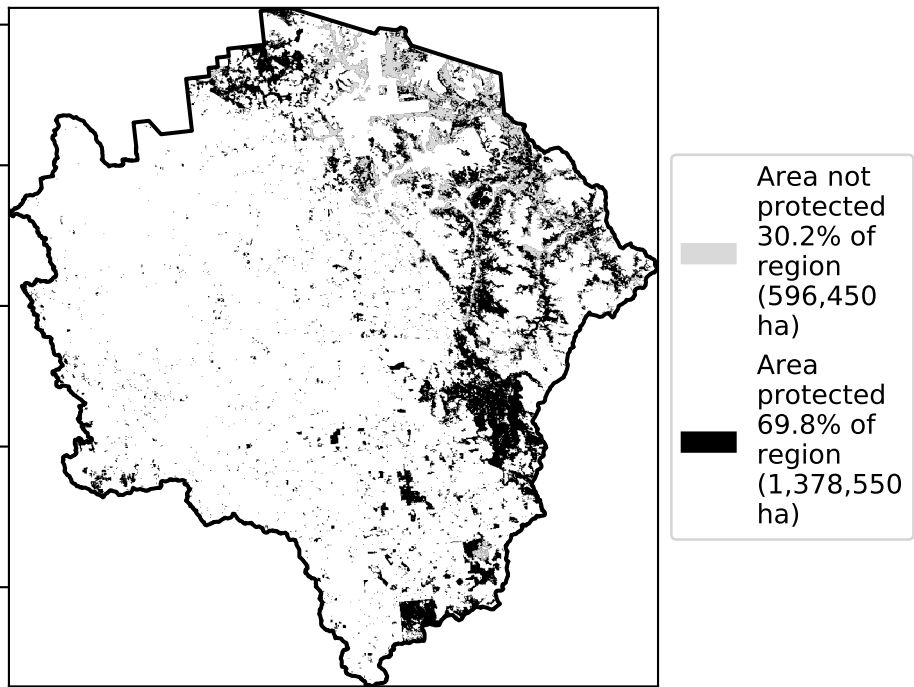 Area not
protected
30.2% of
region
(596,450
ha)
Area
protected
69.8% of
region
(1,378,550
ha)